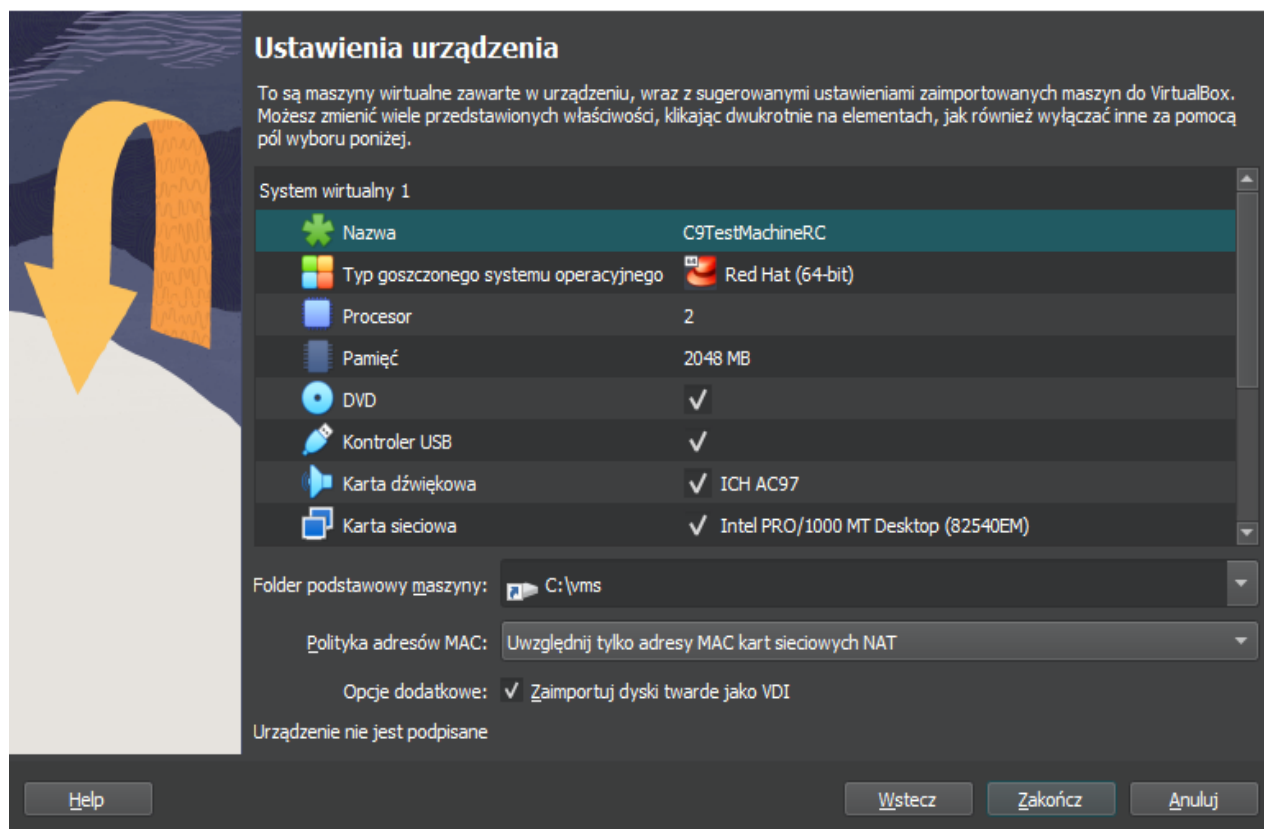 Ustawienia urządzenia
To są maszyny wirtualne zawarte w urządzeniu, wraz z sugerowanymi ustawieniami zaimportowanych maszyn do VirtualBox.
Możesz zmienić wiele przedstawionych właściwości, klikając dwukrotnie na elementach, jak również wyłączać inne za pomocą
pól wyboru poniżej.
System wirtualny 1
Nazwa C9TestMachineRC
Typ goszczonego systemu operacyjnego 64 Red Hat (64-bit)
Procesor 2
Pamięć 2048 MB
DVD
Kontroler USB
Karta dźwiękowa ICH AC97
Karta sieciowa Intel PRO/1000 MT Desktop (82540EM)
Folder podstawowy maszyny: C:\vms
Polityka adresów MAC: Uwzględnij tylko adresy MAC kart sieciowych NAT
Opcje dodatkowe: Zaimportuj dyski twarde jako VDI
Urządzenie nie jest podpisane
Help Wstecz Zakończ Anuluj